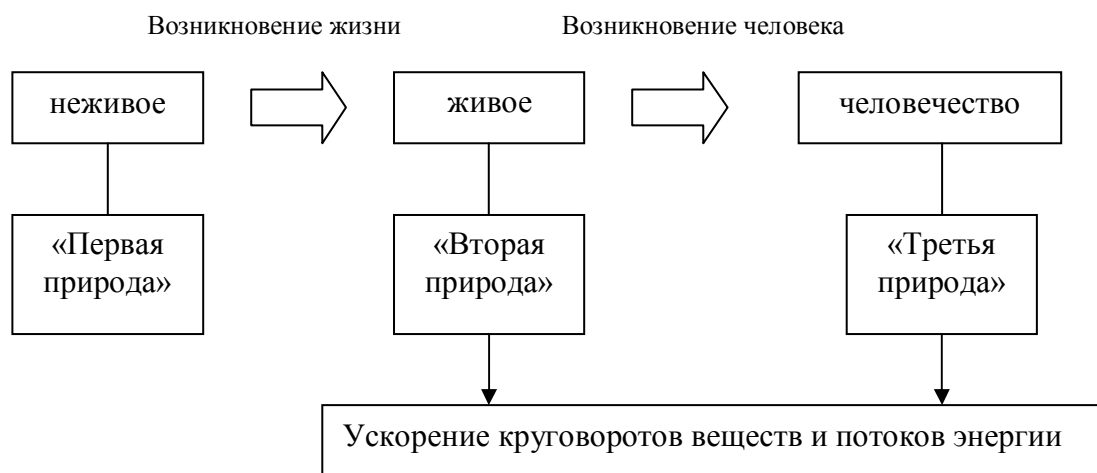 Возникновение жизни
Возникновение человека
неживое
живое
человечество
«Первая
природа»
«Вторая
природа»
«Третья
природа»
Ускорение круговоротов веществ и потоков энергии